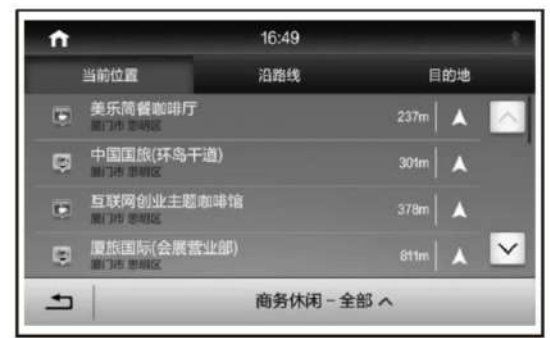 16:49
当前位置
沿路线
目的地
美乐简餐咖啡厅
237m
厦门市 思明区
中国国旅(环岛干道)
301m
厦门市 思明区
互联网创业主题咖啡馆
378m
厦门市 思明区
厦旅国际(会展营业部)
811m
厦门市 思明区
商务休闲 - 全部